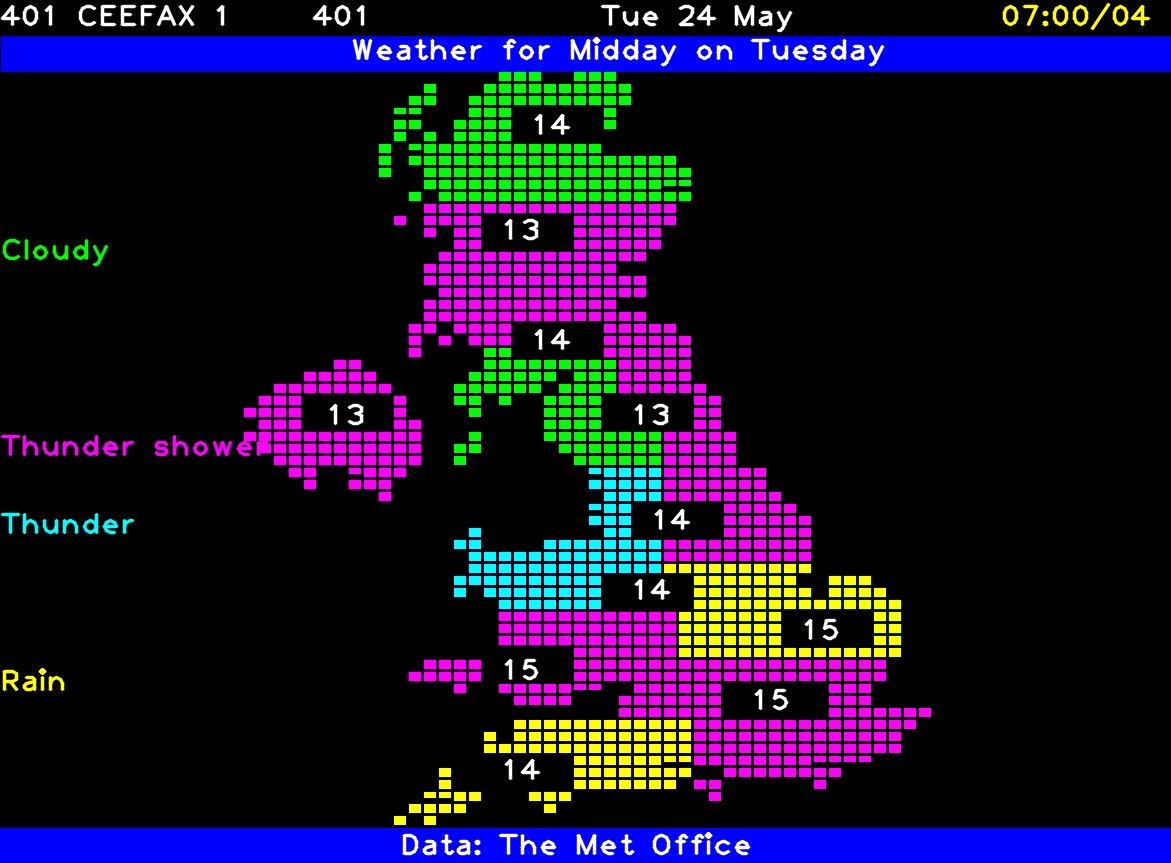 401 CEEFAX 1 401 Tue 24 May 07:00/04
Weather for Midday on Tuesday
14
13
Cloudy
14
13 13
Thunder shower
14
Thunder
14
15
15
Rain
15
14
Data: The Met Office